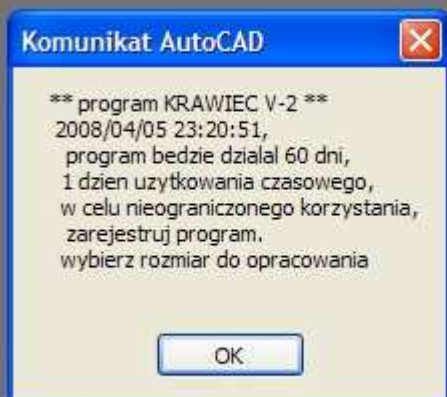 Komunikat AutoCAD
** program KRAWIEC V-2 **
2008/04/05 23:20:51,
program bedzie dzialal 60 dni,
1 dzien uzytkowania czasowego,
w celu nieograniczonego korzystania,
zarejestruj program.
wybierz rozmiar do opracowania
OK